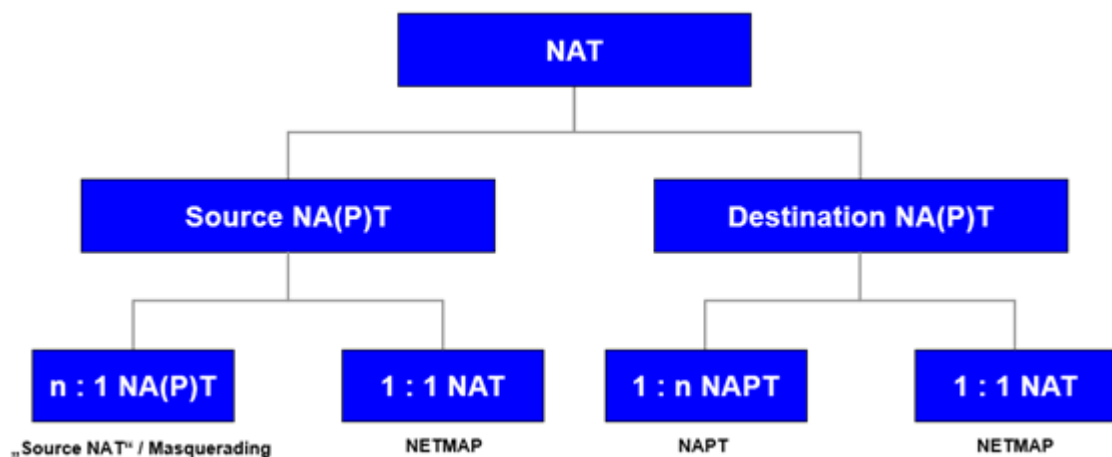 NAT
Source NA(P)T
Destination NA(P)T
n : 1 NA(P)T
1 : 1 NAT
1 : n NAPT
1 : 1 NAT
„Source NAT“ / Masquerading
NETMAP
NAPT
NETMAP